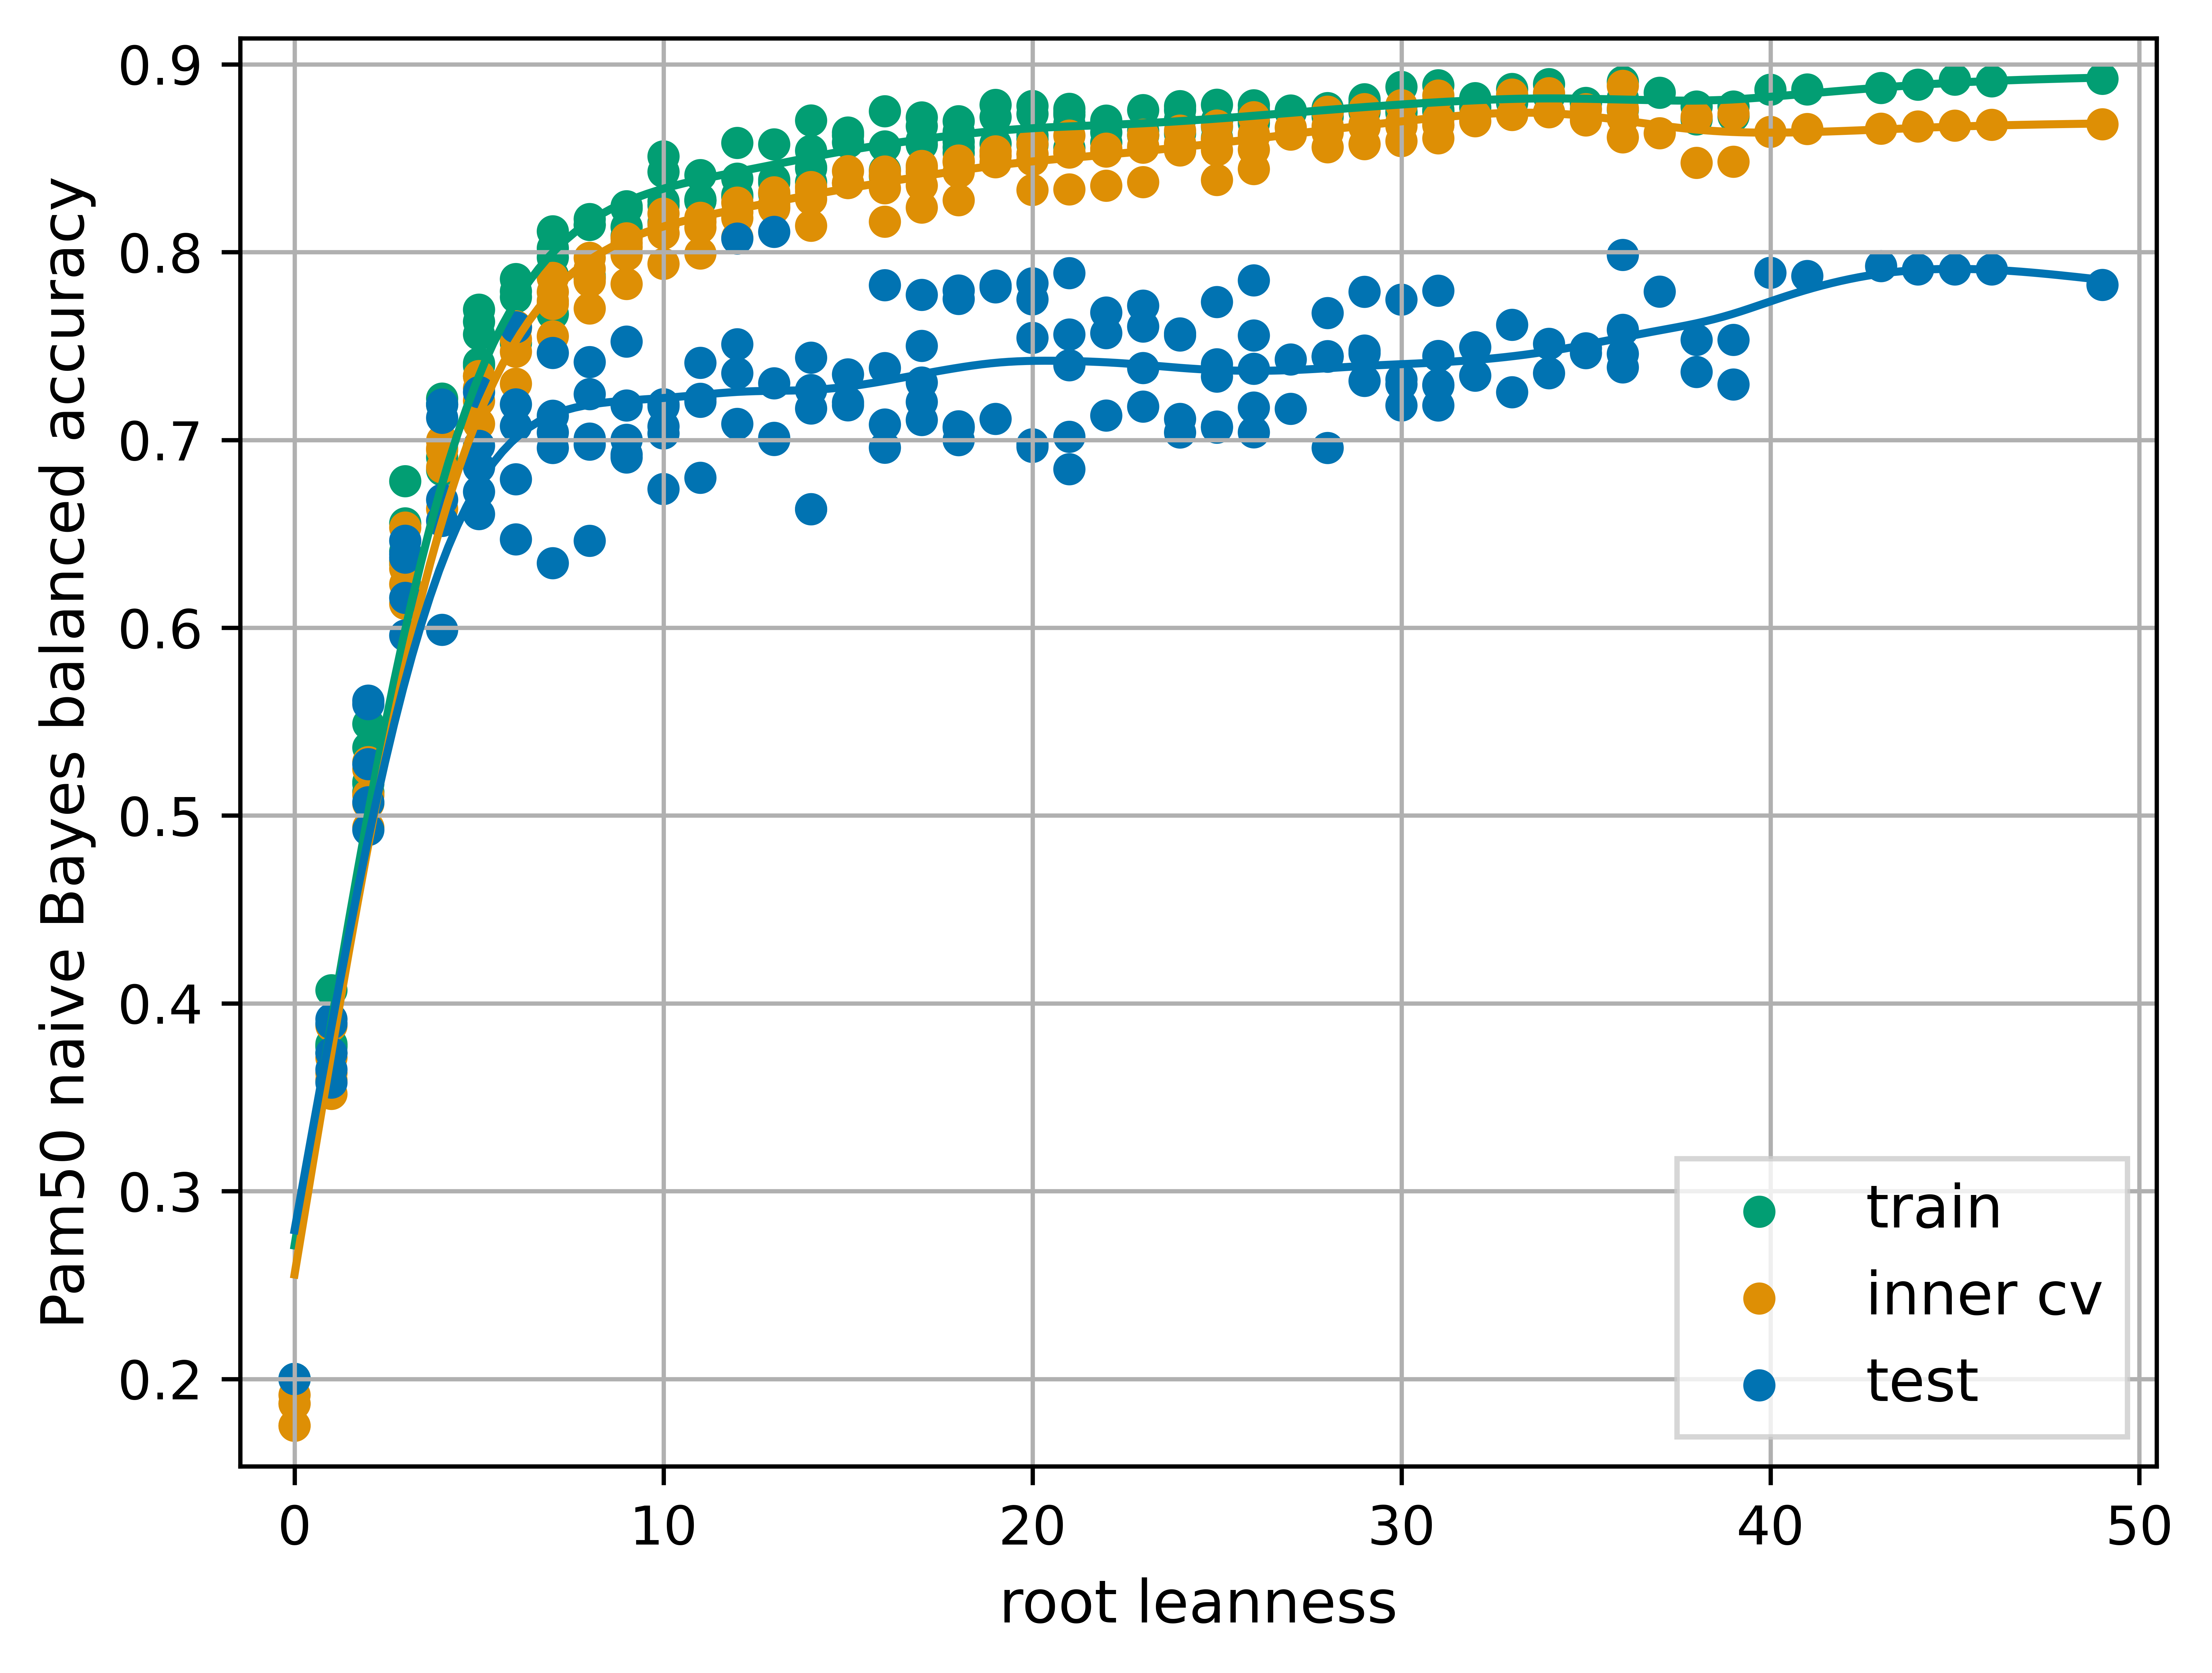 Pam50 naive Bayes balanced accuracy
0.9
0.8
0.7
0.6
0.5
0.4
0.3
0.2
train
inner cv
test
0 10 20 30 40 50
root leanness